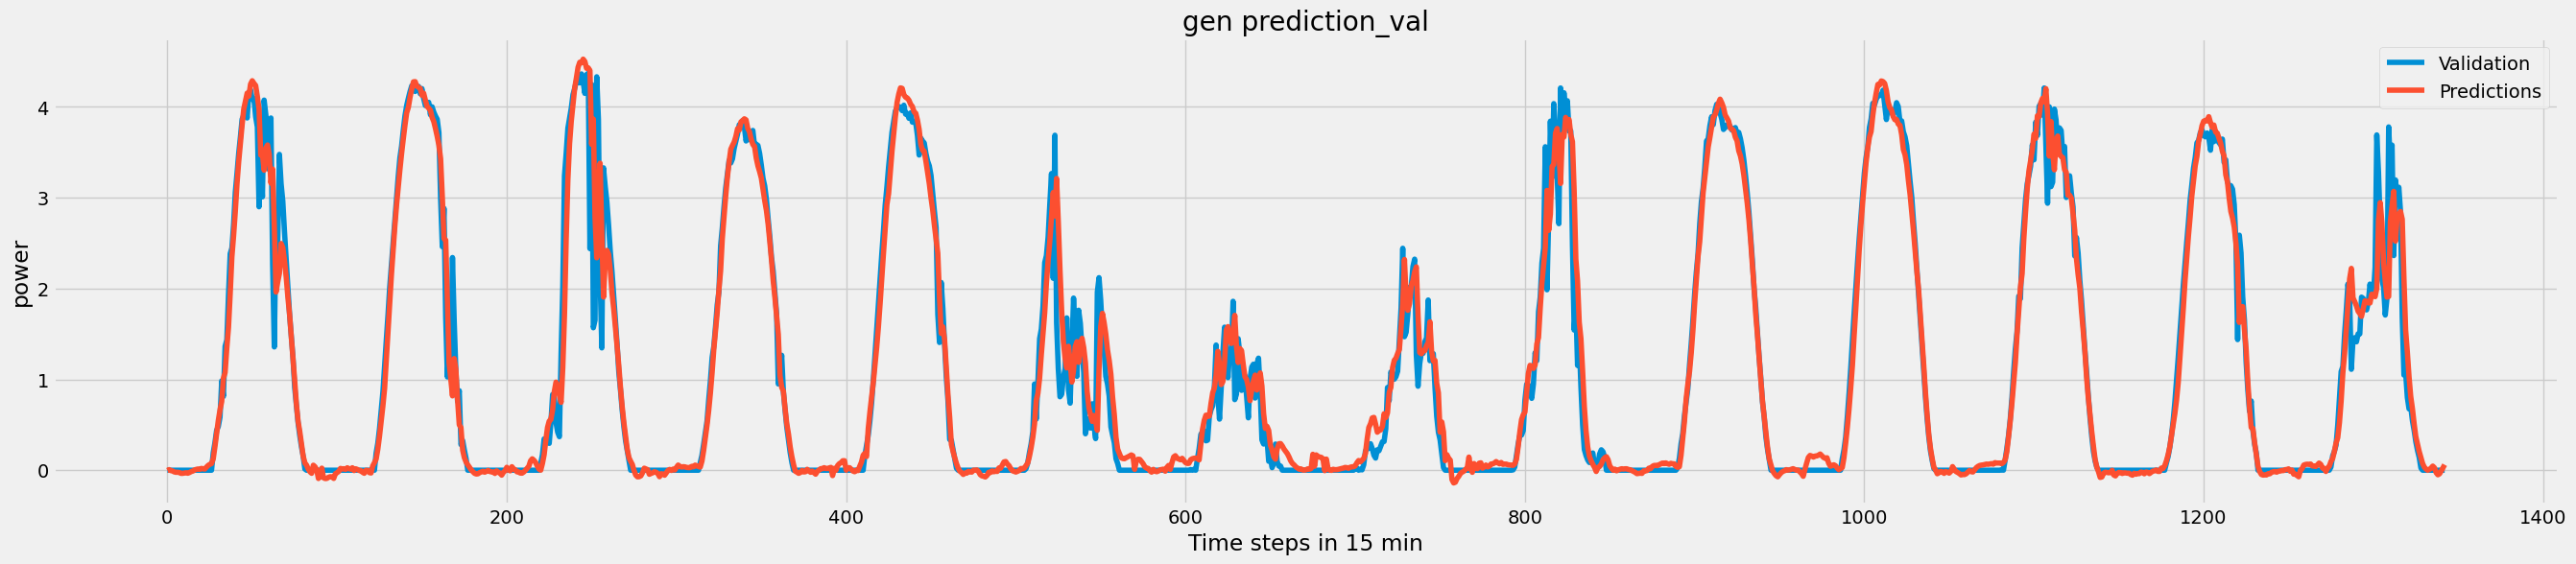 gen prediction_val
Validation
Predictions
power
4
3
2
1
0
0 200 400 600 800 1000 1200 1400
Time steps in 15 min